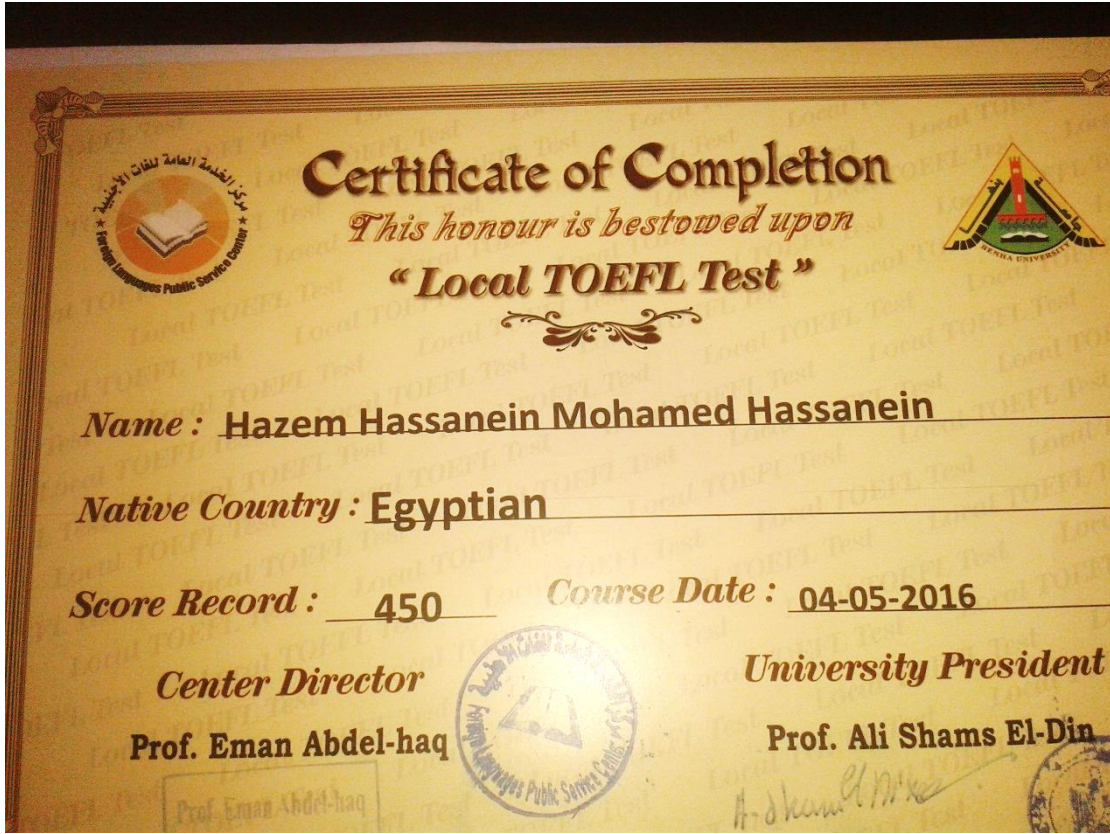 مركز الخدمة العامة للغات الأجنبية
Foreign Languages Public Service Center
Certificate of Completion
This honour is bestowed upon
BENHA UNIVERSITY
“ Local TOEFL Test ”
Name : Hazem Hassanein Mohamed Hassanein
Native Country : Egyptian
Score Record : 450 Course Date : 04-05-2016
Center Director University President
Prof. Eman Abdel-haq Prof. Ali Shams El-Din
Foreign Languages Public Service Center
Prof. Eman Abdel-haq